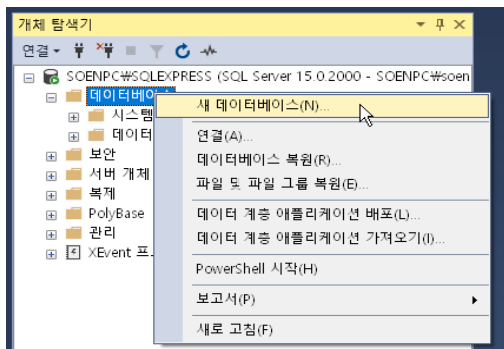 개체 탐색기
연결
SOENPC₩SQLEXPRESS (SQL Server 15.0.2000 - SOENPC₩soen
데이터베이스
새 데이터베이스(N)...
시스템
연결(A)...
데이터
데이터베이스 복원(R)...
보안
파일 및 파일 그룹 복원(E)...
서버 개체
복제
데이터 계층 애플리케이션 배포(L)...
PolyBase
데이터 계층 애플리케이션 가져오기(I)...
관리
XEvent 프
PowerShell 시작(H)
보고서(P)
새로 고침(F)